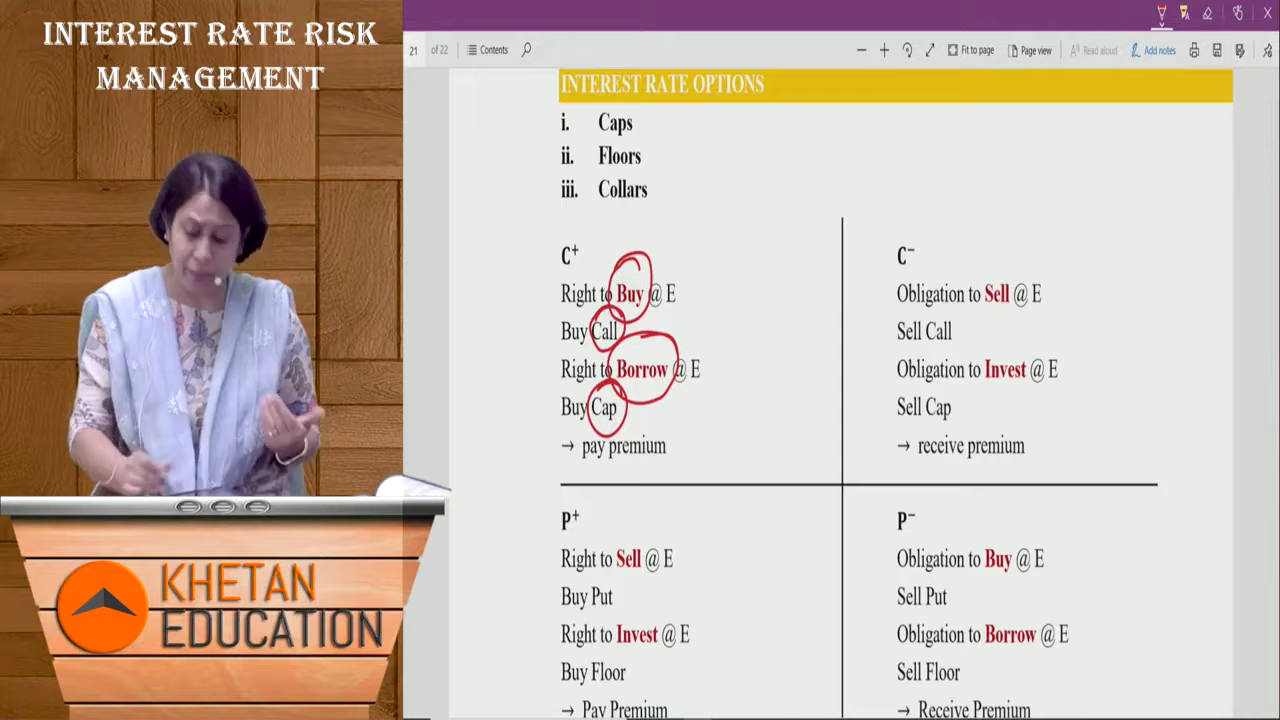 INTEREST RATE RISK
MANAGEMENT
KHETAN
EDUCATION
21 of 22 Contents Fit to page Page view Read aloud Add notes
INTEREST RATE OPTIONS
i. Caps
ii. Floors
iii. Collars
C+
Right to Buy @ E
Buy Call
Right to Borrow @ E
Buy Cap
→ pay premium
C−
Obligation to Sell @ E
Sell Call
Obligation to Invest @ E
Sell Cap
→ receive premium
P+
Right to Sell @ E
Buy Put
Right to Invest @ E
Buy Floor
→ Pay Premium
P−
Obligation to Buy @ E
Sell Put
Obligation to Borrow @ E
Sell Floor
→ Receive Premium